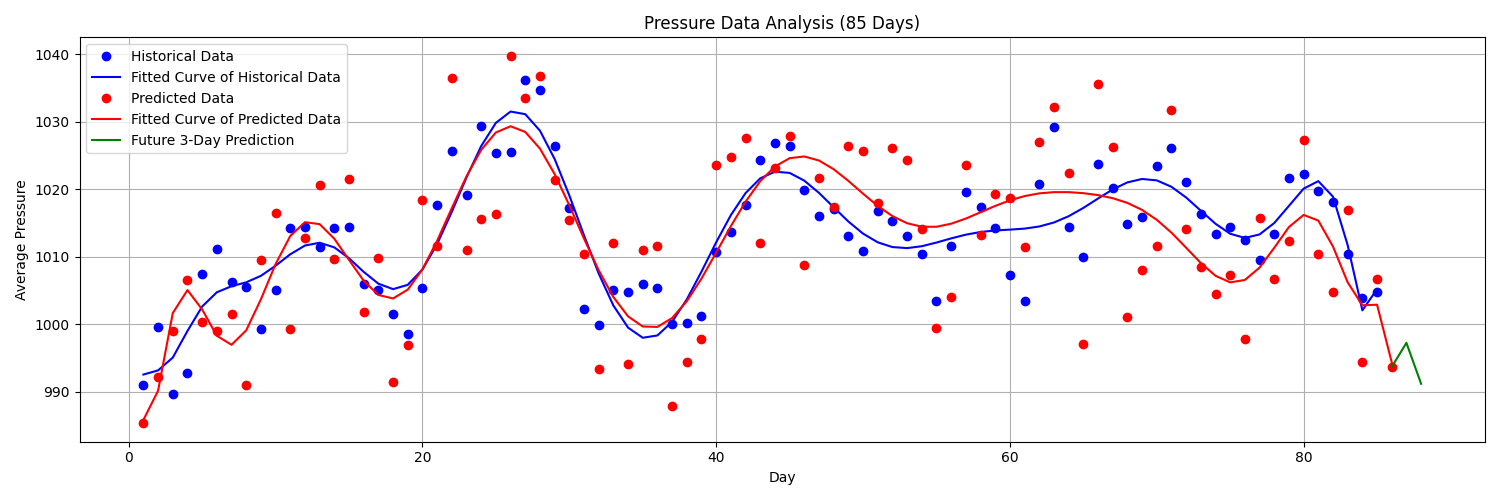 Pressure Data Analysis (85 Days)
Historical Data
Fitted Curve of Historical Data
Predicted Data
Fitted Curve of Predicted Data
Future 3-Day Prediction
Average Pressure
1040
1030
1020
1010
1000
990
0 20 40 60 80
Day